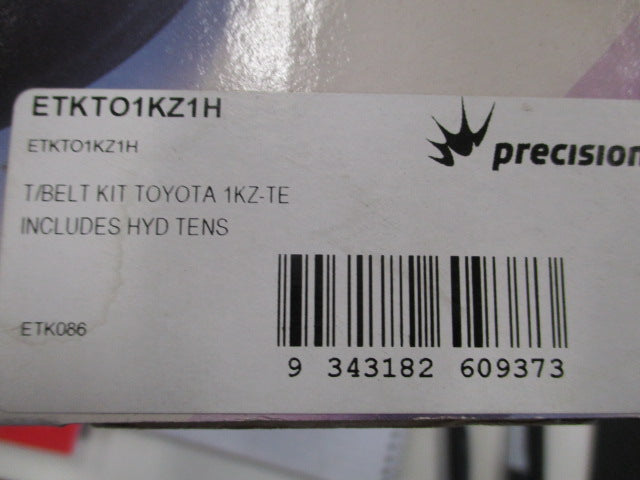 ETKTO1KZ1H
precision
ETKTO1KZ1H
T/BELT KIT TOYOTA 1KZ-TE
INCLUDES HYD TENS
ETK086
9 343182 609373